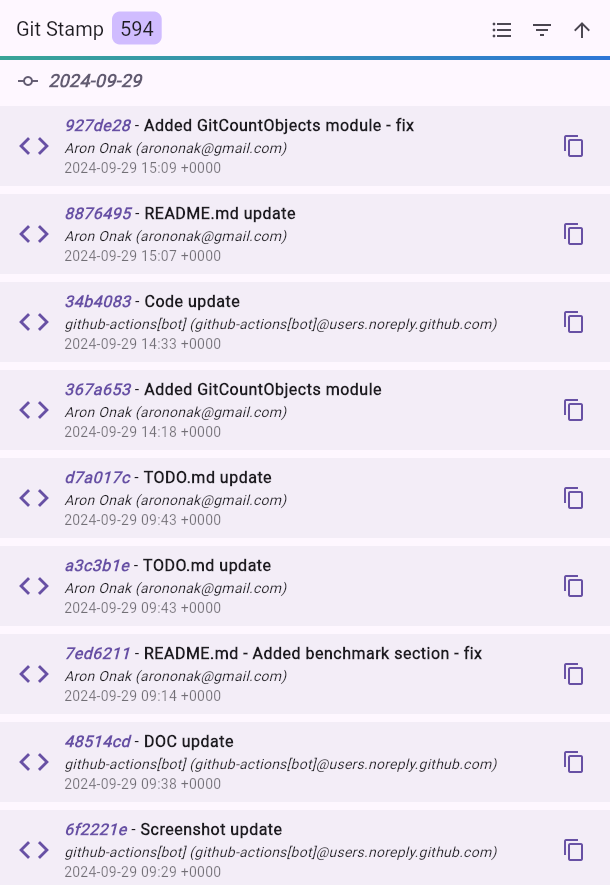 Git Stamp 594
2024-09-29
927de28 - Added GitCountObjects module - fix
Aron Onak (arononak@gmail.com)
2024-09-29 15:09 +0000
8876495 - README.md update
Aron Onak (arononak@gmail.com)
2024-09-29 15:07 +0000
34b4083 - Code update
github-actions[bot] (github-actions[bot]@users.noreply.github.com)
2024-09-29 14:33 +0000
367a653 - Added GitCountObjects module
Aron Onak (arononak@gmail.com)
2024-09-29 14:18 +0000
d7a017c - TODO.md update
Aron Onak (arononak@gmail.com)
2024-09-29 09:43 +0000
a3c3b1e - TODO.md update
Aron Onak (arononak@gmail.com)
2024-09-29 09:43 +0000
7ed6211 - README.md - Added benchmark section - fix
Aron Onak (arononak@gmail.com)
2024-09-29 09:14 +0000
48514cd - DOC update
github-actions[bot] (github-actions[bot]@users.noreply.github.com)
2024-09-29 09:38 +0000
6f2221e - Screenshot update
github-actions[bot] (github-actions[bot]@users.noreply.github.com)
2024-09-29 09:29 +0000